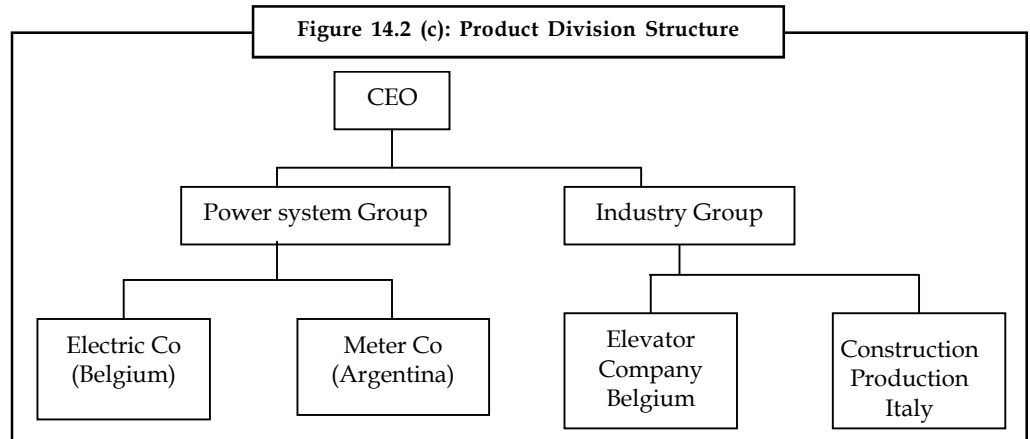 Figure 14.2 (c): Product Division Structure
CEO
Power system Group
Industry Group
Electric Co
(Belgium)
Meter Co
(Argentina)
Elevator
Company
Belgium
Construction
Production
Italy